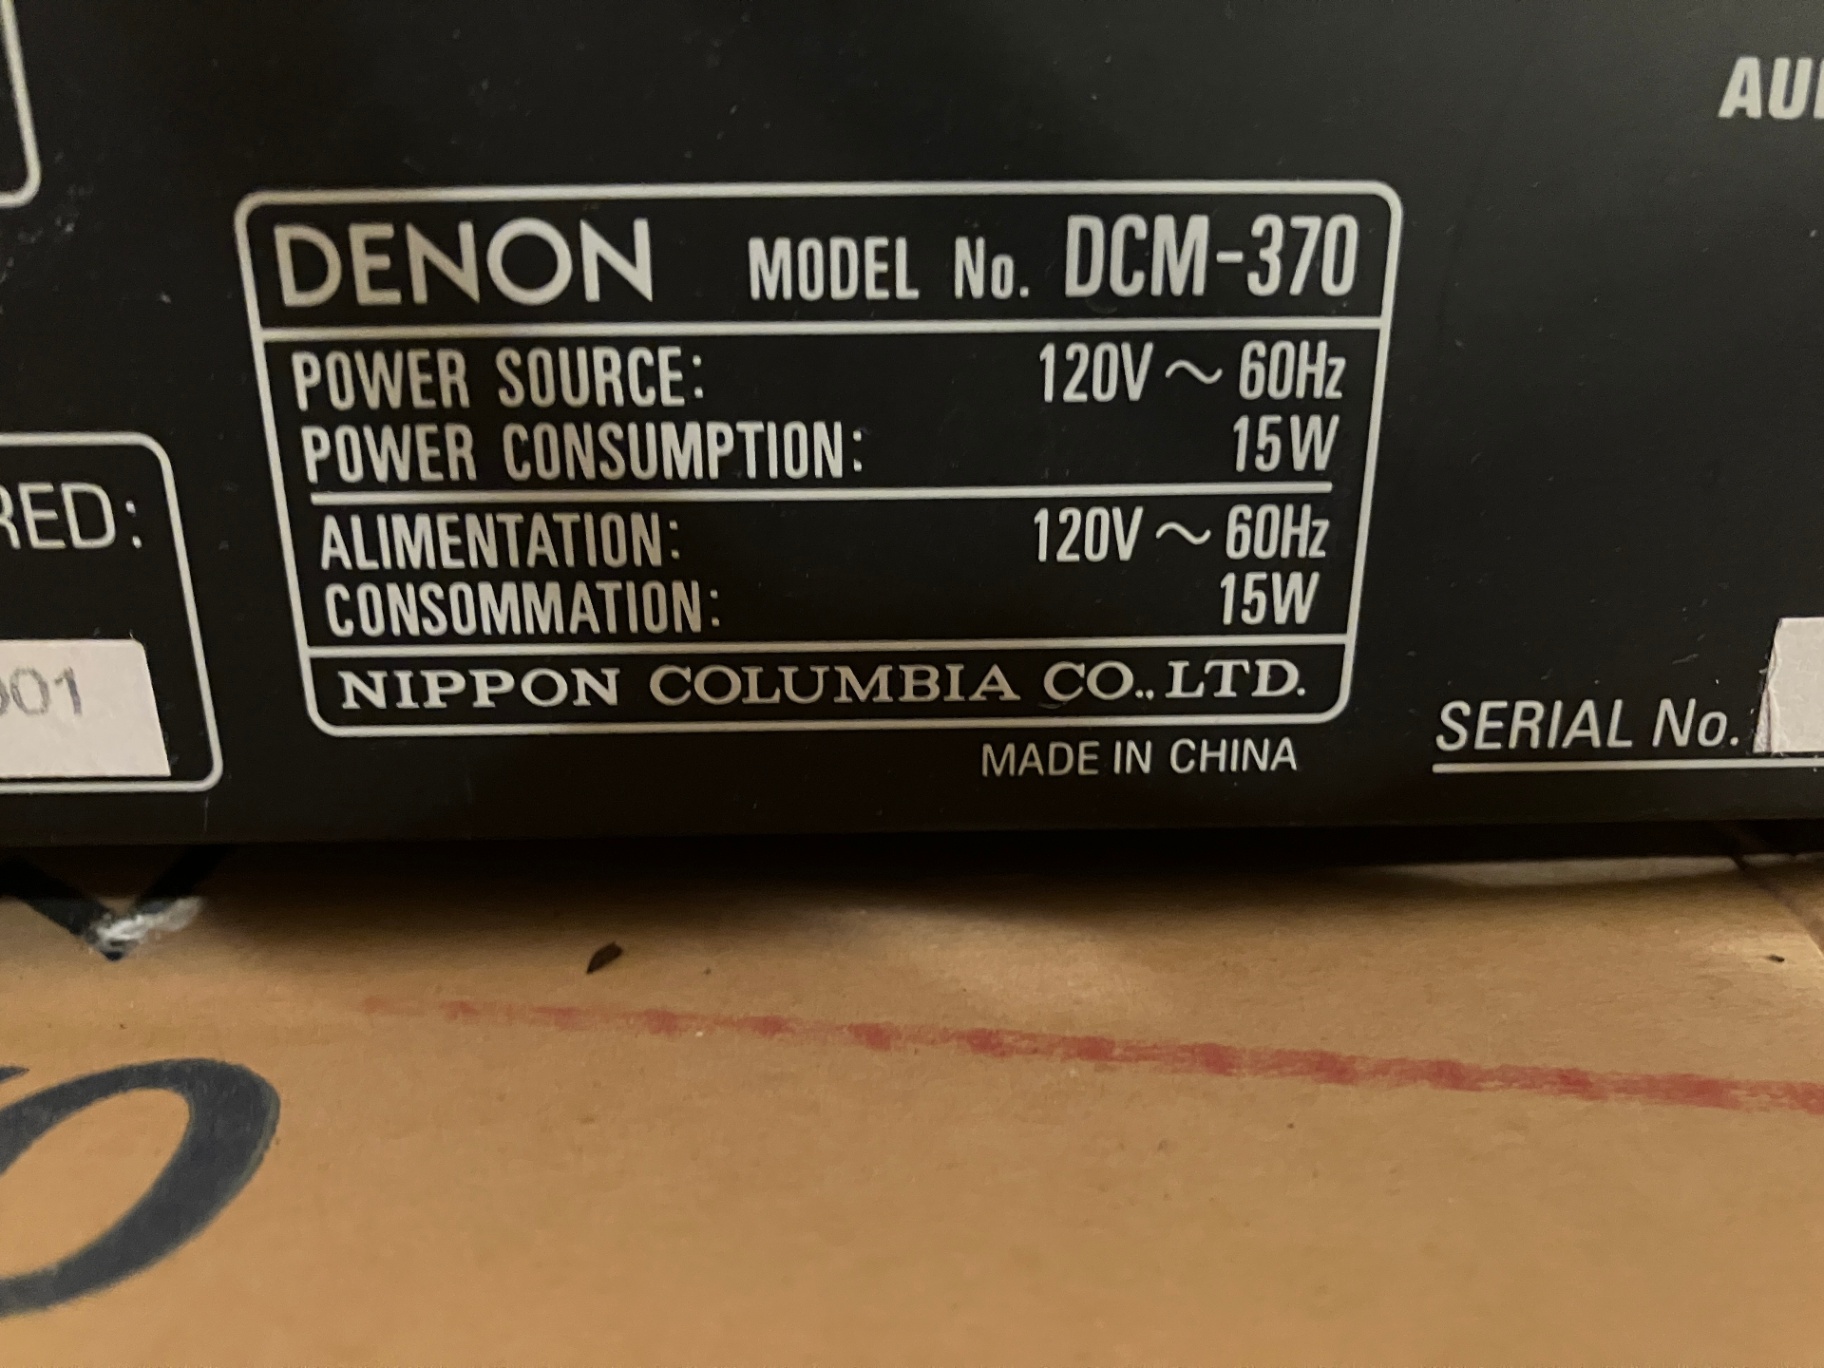 AU
DENON MODEL No. DCM-370
POWER SOURCE: 120V ~ 60Hz
POWER CONSUMPTION: 15W
RED:
ALIMENTATION: 120V ~ 60Hz
CONSOMMATION: 15W
001
NIPPON COLUMBIA CO., LTD.
SERIAL No.
MADE IN CHINA